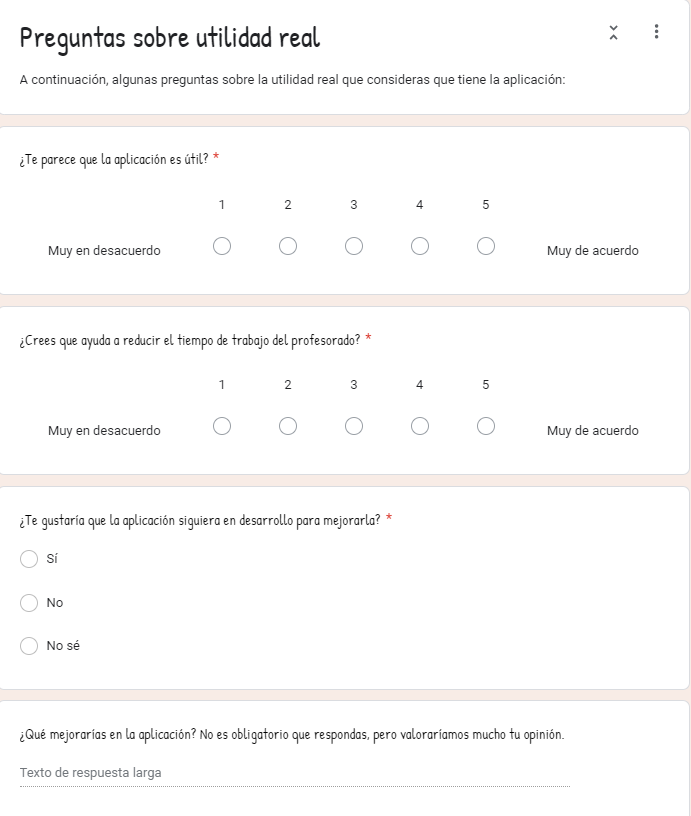 Preguntas sobre utilidad real
A continuación, algunas preguntas sobre la utilidad real que consideras que tiene la aplicación:
¿Te parece que la aplicación es útil? *
1 2 3 4 5
Muy en desacuerdo Muy de acuerdo
¿Crees que ayuda a reducir el tiempo de trabajo del profesorado? *
1 2 3 4 5
Muy en desacuerdo Muy de acuerdo
¿Te gustaría que la aplicación siguiera en desarrollo para mejorarla? *
Sí
No
No sé
¿Qué mejorarías en la aplicación? No es obligatorio que respondas, pero valoraríamos mucho tu opinión.
Texto de respuesta larga